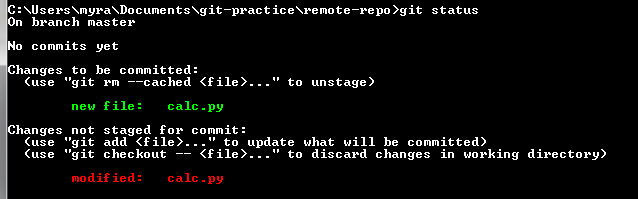 C:\Users\myra\Documents\git-practice\remote-repo>git status
On branch master
No commits yet
Changes to be committed:
(use "git rm --cached <file>..." to unstage)
new file: calc.py
Changes not staged for commit:
(use "git add <file>..." to update what will be committed)
(use "git checkout -- <file>..." to discard changes in working directory)
modified: calc.py